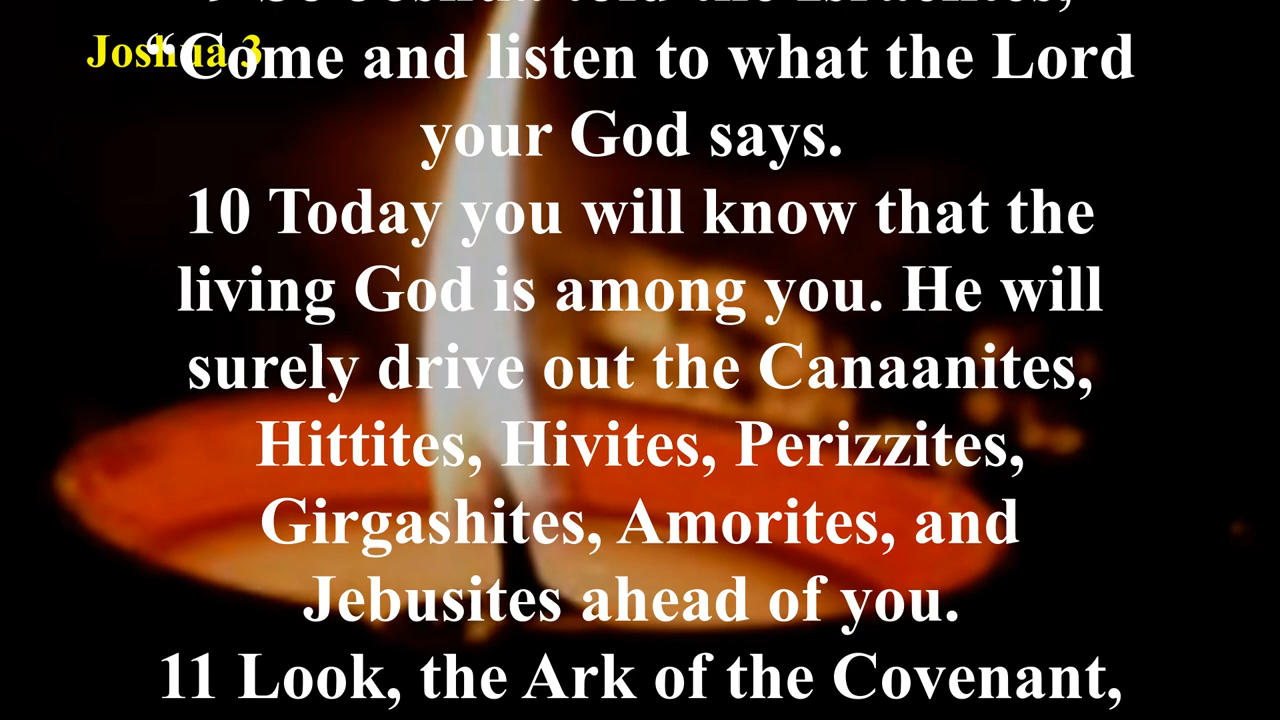 9 So Joshua told the Israelites,
Joshua 3
“Come and listen to what the Lord
your God says.
10 Today you will know that the
living God is among you. He will
surely drive out the Canaanites,
Hittites, Hivites, Perizzites,
Girgashites, Amorites, and
Jebusites ahead of you.
11 Look, the Ark of the Covenant,